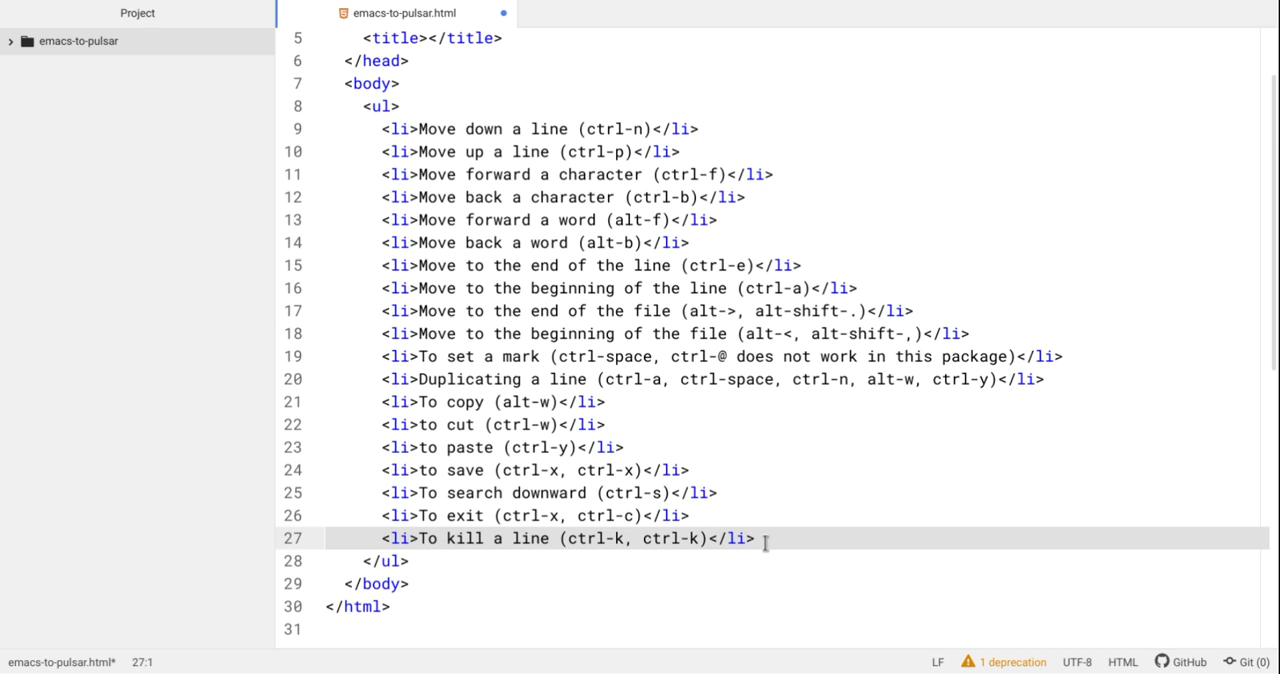 Project
emacs-to-pulsar.html
emacs-to-pulsar
5 <title></title>
6 </head>
7 <body>
8 <ul>
9 <li>Move down a line (ctrl-n)</li>
10 <li>Move up a line (ctrl-p)</li>
11 <li>Move forward a character (ctrl-f)</li>
12 <li>Move back a character (ctrl-b)</li>
13 <li>Move forward a word (alt-f)</li>
14 <li>Move back a word (alt-b)</li>
15 <li>Move to the end of the line (ctrl-e)</li>
16 <li>Move to the beginning of the line (ctrl-a)</li>
17 <li>Move to the end of the file (alt->, alt-shift-.)</li>
18 <li>Move to the beginning of the file (alt-<, alt-shift-,)</li>
19 <li>To set a mark (ctrl-space, ctrl-@ does not work in this package)</li>
20 <li>Duplicating a line (ctrl-a, ctrl-space, ctrl-n, alt-w, ctrl-y)</li>
21 <li>To copy (alt-w)</li>
22 <li>to cut (ctrl-w)</li>
23 <li>to paste (ctrl-y)</li>
24 <li>to save (ctrl-x, ctrl-x)</li>
25 <li>To search downward (ctrl-s)</li>
26 <li>To exit (ctrl-x, ctrl-c)</li>
27 <li>To kill a line (ctrl-k, ctrl-k)</li>
28 </ul>
29 </body>
30 </html>
31
emacs-to-pulsar.html* 27:1 LF 1 deprecation UTF-8 HTML GitHub Git (0)